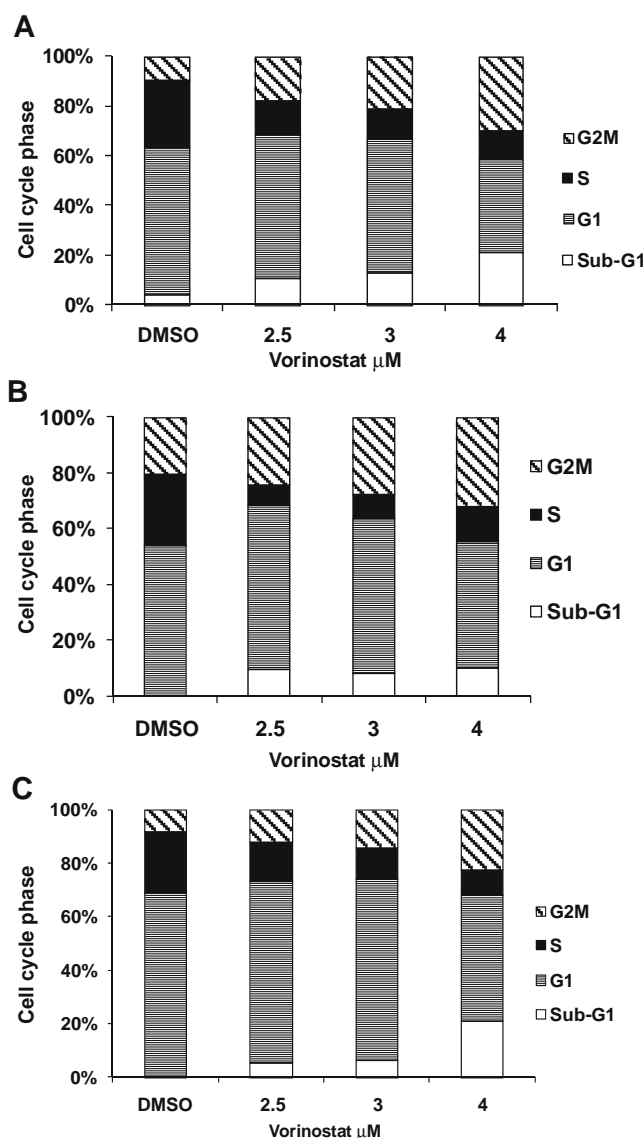 A
100%
80%
60%
40%
20%
0%
Cell cycle phase
DMSO 2.5 3 4
Vorinostat μM
G2M
S
G1
Sub-G1
B
100%
80%
60%
40%
20%
0%
Cell cycle phase
DMSO 2.5 3 4
Vorinostat μM
G2M
S
G1
Sub-G1
C
100%
80%
60%
40%
20%
0%
Cell cycle phase
DMSO 2.5 3 4
Vorinostat μM
G2M
S
G1
Sub-G1